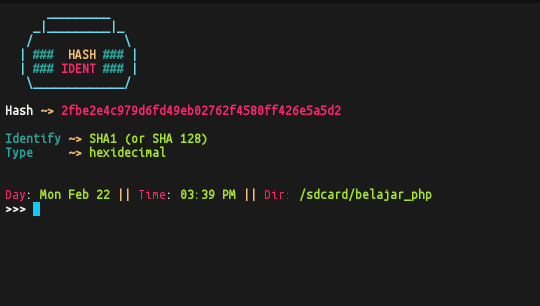 ### HASH ###
### IDENT ###
Hash ~> 2fbe2e4c979d6fd49eb02762f4580ff426e5a5d2
Identify ~> SHA1 (or SHA 128)
Type ~> hexidecimal
Day: Mon Feb 22 || Time: 03:39 PM || Dir: /sdcard/belajar_php
>>>